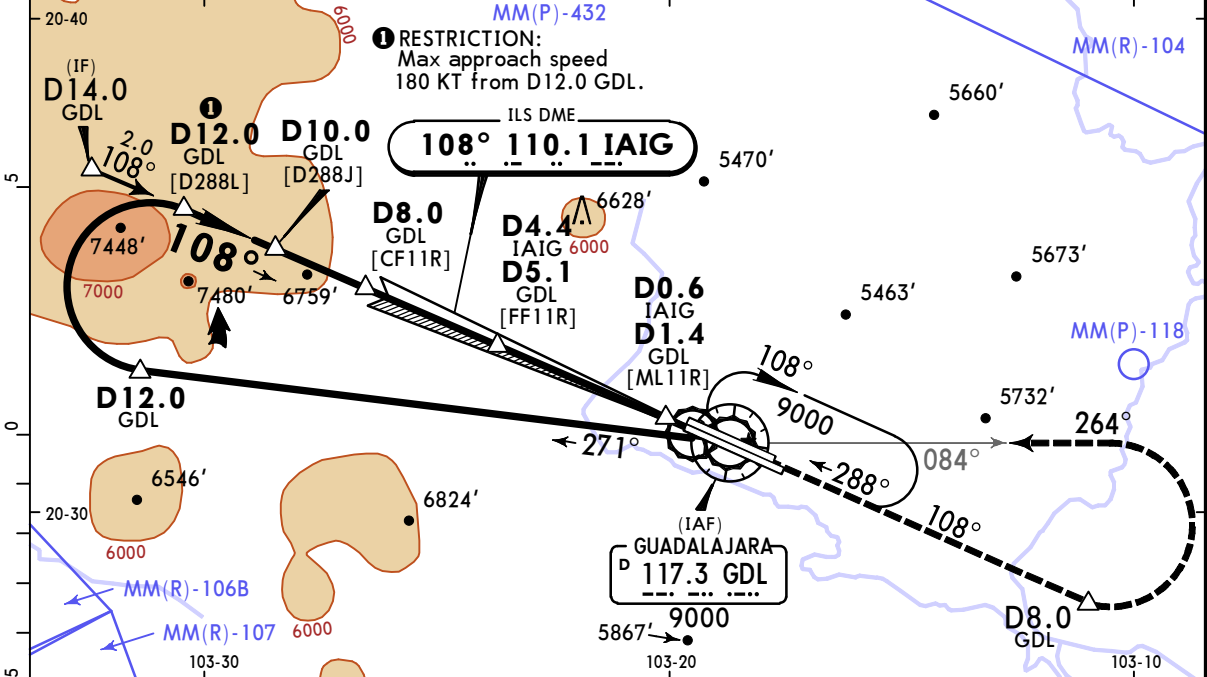 20-40
6000
MM(P)-432
MM(R)-104
❶ RESTRICTION:
Max approach speed
180 KT from D12.0 GDL.
(IF)
D14.0
GDL
2.0
108°
❶
D12.0
GDL
[D288L]
D10.0
GDL
[D288J]
ILS DME
108° 110.1 IAIG
5660'
5470'
5
D8.0
GDL
[CF11R]
D4.4
IAIG
D5.1
GDL
[FF11R]
6628'
6000
7448'
7000
108°
7480'
6759'
D0.6
IAIG
D1.4
GDL
[ML11R]
5673'
5463'
MM(P)-118
D12.0
GDL
108°
9000
5732'
264°
0
271°
084°
288°
108°
6546'
6000
6824'
20-30
(IAF)
GUADALAJARA
D 117.3 GDL
9000
D8.0
GDL
MM(R)-106B
MM(R)-107
6000
5867'
5
103-30
103-20
103-10